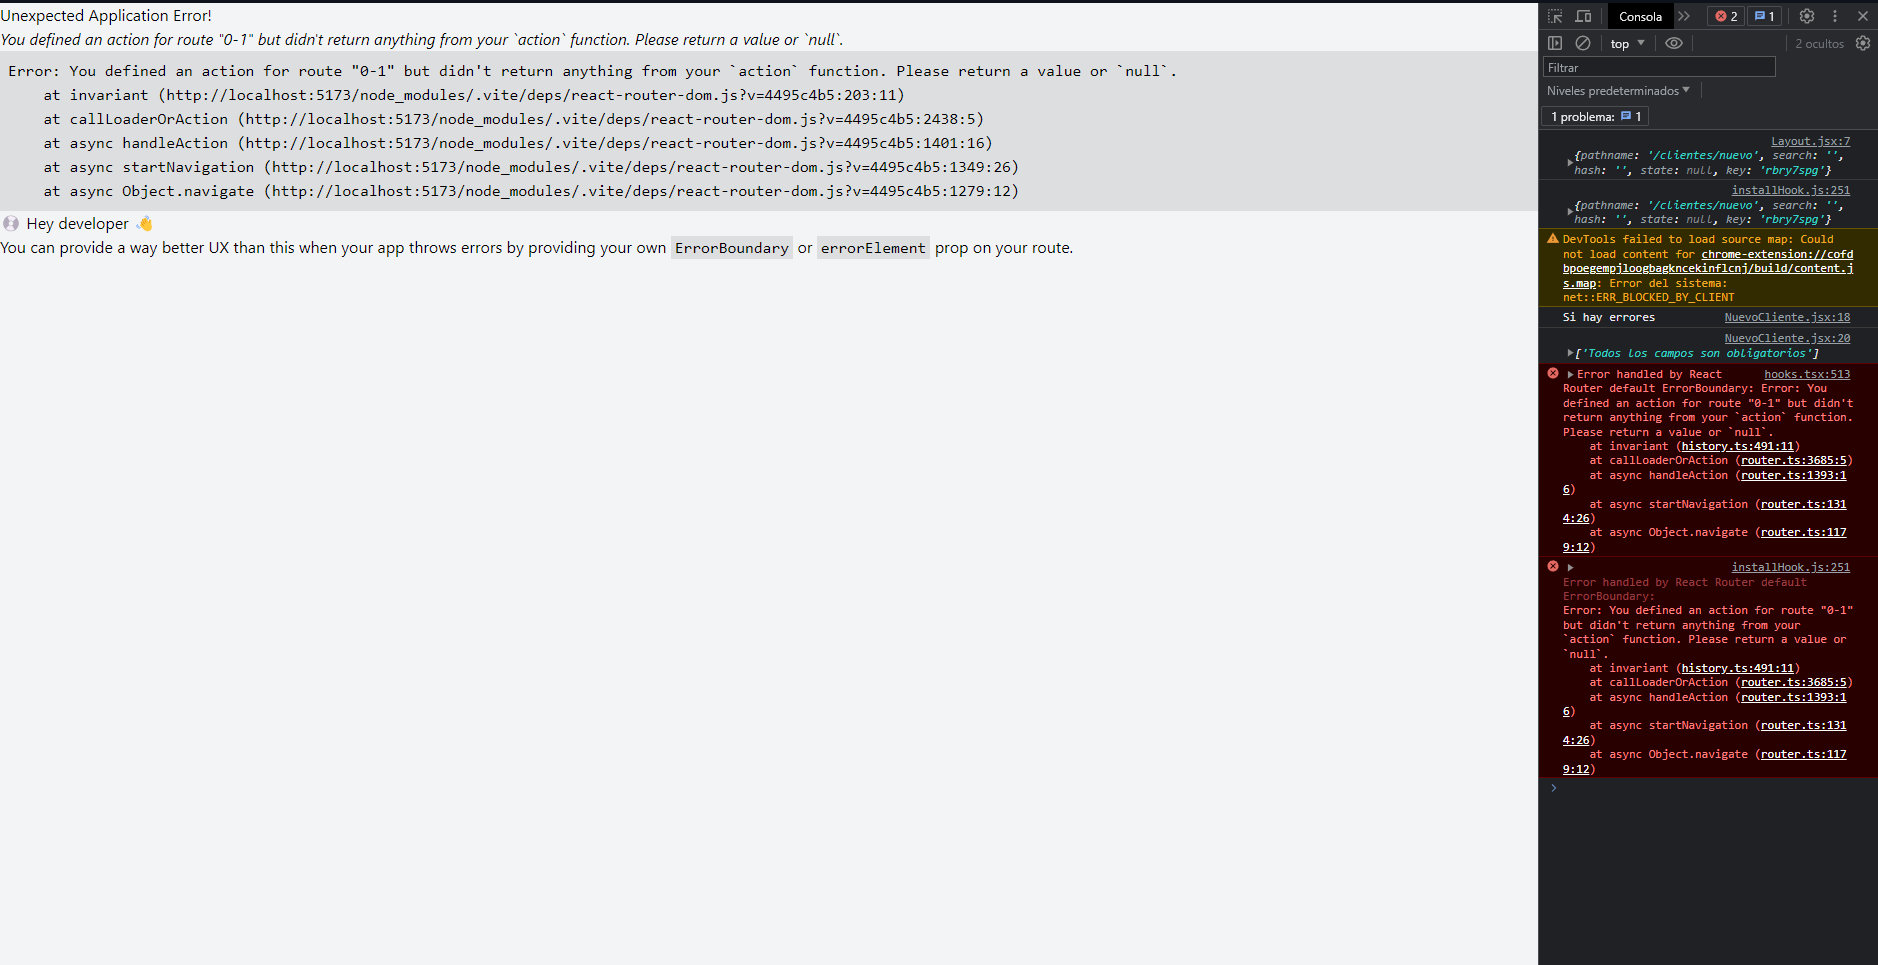 Unexpected Application Error!
You defined an action for route "0-1" but didn't return anything from your `action` function. Please return a value or `null`.
Error: You defined an action for route "0-1" but didn't return anything from your `action` function. Please return a value or `null`.
    at invariant (http://localhost:5173/node_modules/.vite/deps/react-router-dom.js?v=4495c4b5:203:11)
    at callLoaderOrAction (http://localhost:5173/node_modules/.vite/deps/react-router-dom.js?v=4495c4b5:2438:5)
    at async handleAction (http://localhost:5173/node_modules/.vite/deps/react-router-dom.js?v=4495c4b5:1401:16)
    at async startNavigation (http://localhost:5173/node_modules/.vite/deps/react-router-dom.js?v=4495c4b5:1349:26)
    at async Object.navigate (http://localhost:5173/node_modules/.vite/deps/react-router-dom.js?v=4495c4b5:1279:12)
💿 Hey developer 👋
You can provide a way better UX than this when your app throws errors by providing your own ErrorBoundary or errorElement prop on your route.
Consola 2 1
top 2 ocultos
Filtrar
Niveles predeterminados
1 problema: 1
Layout.jsx:7
{pathname: '/clientes/nuevo', search: '',
hash: '', state: null, key: 'rbry7spg'}
installHook.js:251
{pathname: '/clientes/nuevo', search: '',
hash: '', state: null, key: 'rbry7spg'}
DevTools failed to load source map: Could
not load content for chrome-extension://cofd
bpoegempjloogbagkncekinflcnj/build/content.j
s.map: Error del sistema:
net::ERR_BLOCKED_BY_CLIENT
Si hay errores NuevoCliente.jsx:18
NuevoCliente.jsx:20
['Todos los campos son obligatorios']
Error handled by React hooks.tsx:513
Router default ErrorBoundary: Error: You
defined an action for route "0-1" but didn't
return anything from your `action` function.
Please return a value or `null`.
    at invariant (history.ts:491:11)
    at callLoaderOrAction (router.ts:3685:5)
    at async handleAction (router.ts:1393:1
6)
    at async startNavigation (router.ts:131
4:26)
    at async Object.navigate (router.ts:117
9:12)
installHook.js:251
Error handled by React Router default
ErrorBoundary:
Error: You defined an action for route "0-1"
but didn't return anything from your
`action` function. Please return a value or
`null`.
    at invariant (history.ts:491:11)
    at callLoaderOrAction (router.ts:3685:5)
    at async handleAction (router.ts:1393:1
6)
    at async startNavigation (router.ts:131
4:26)
    at async Object.navigate (router.ts:117
9:12)